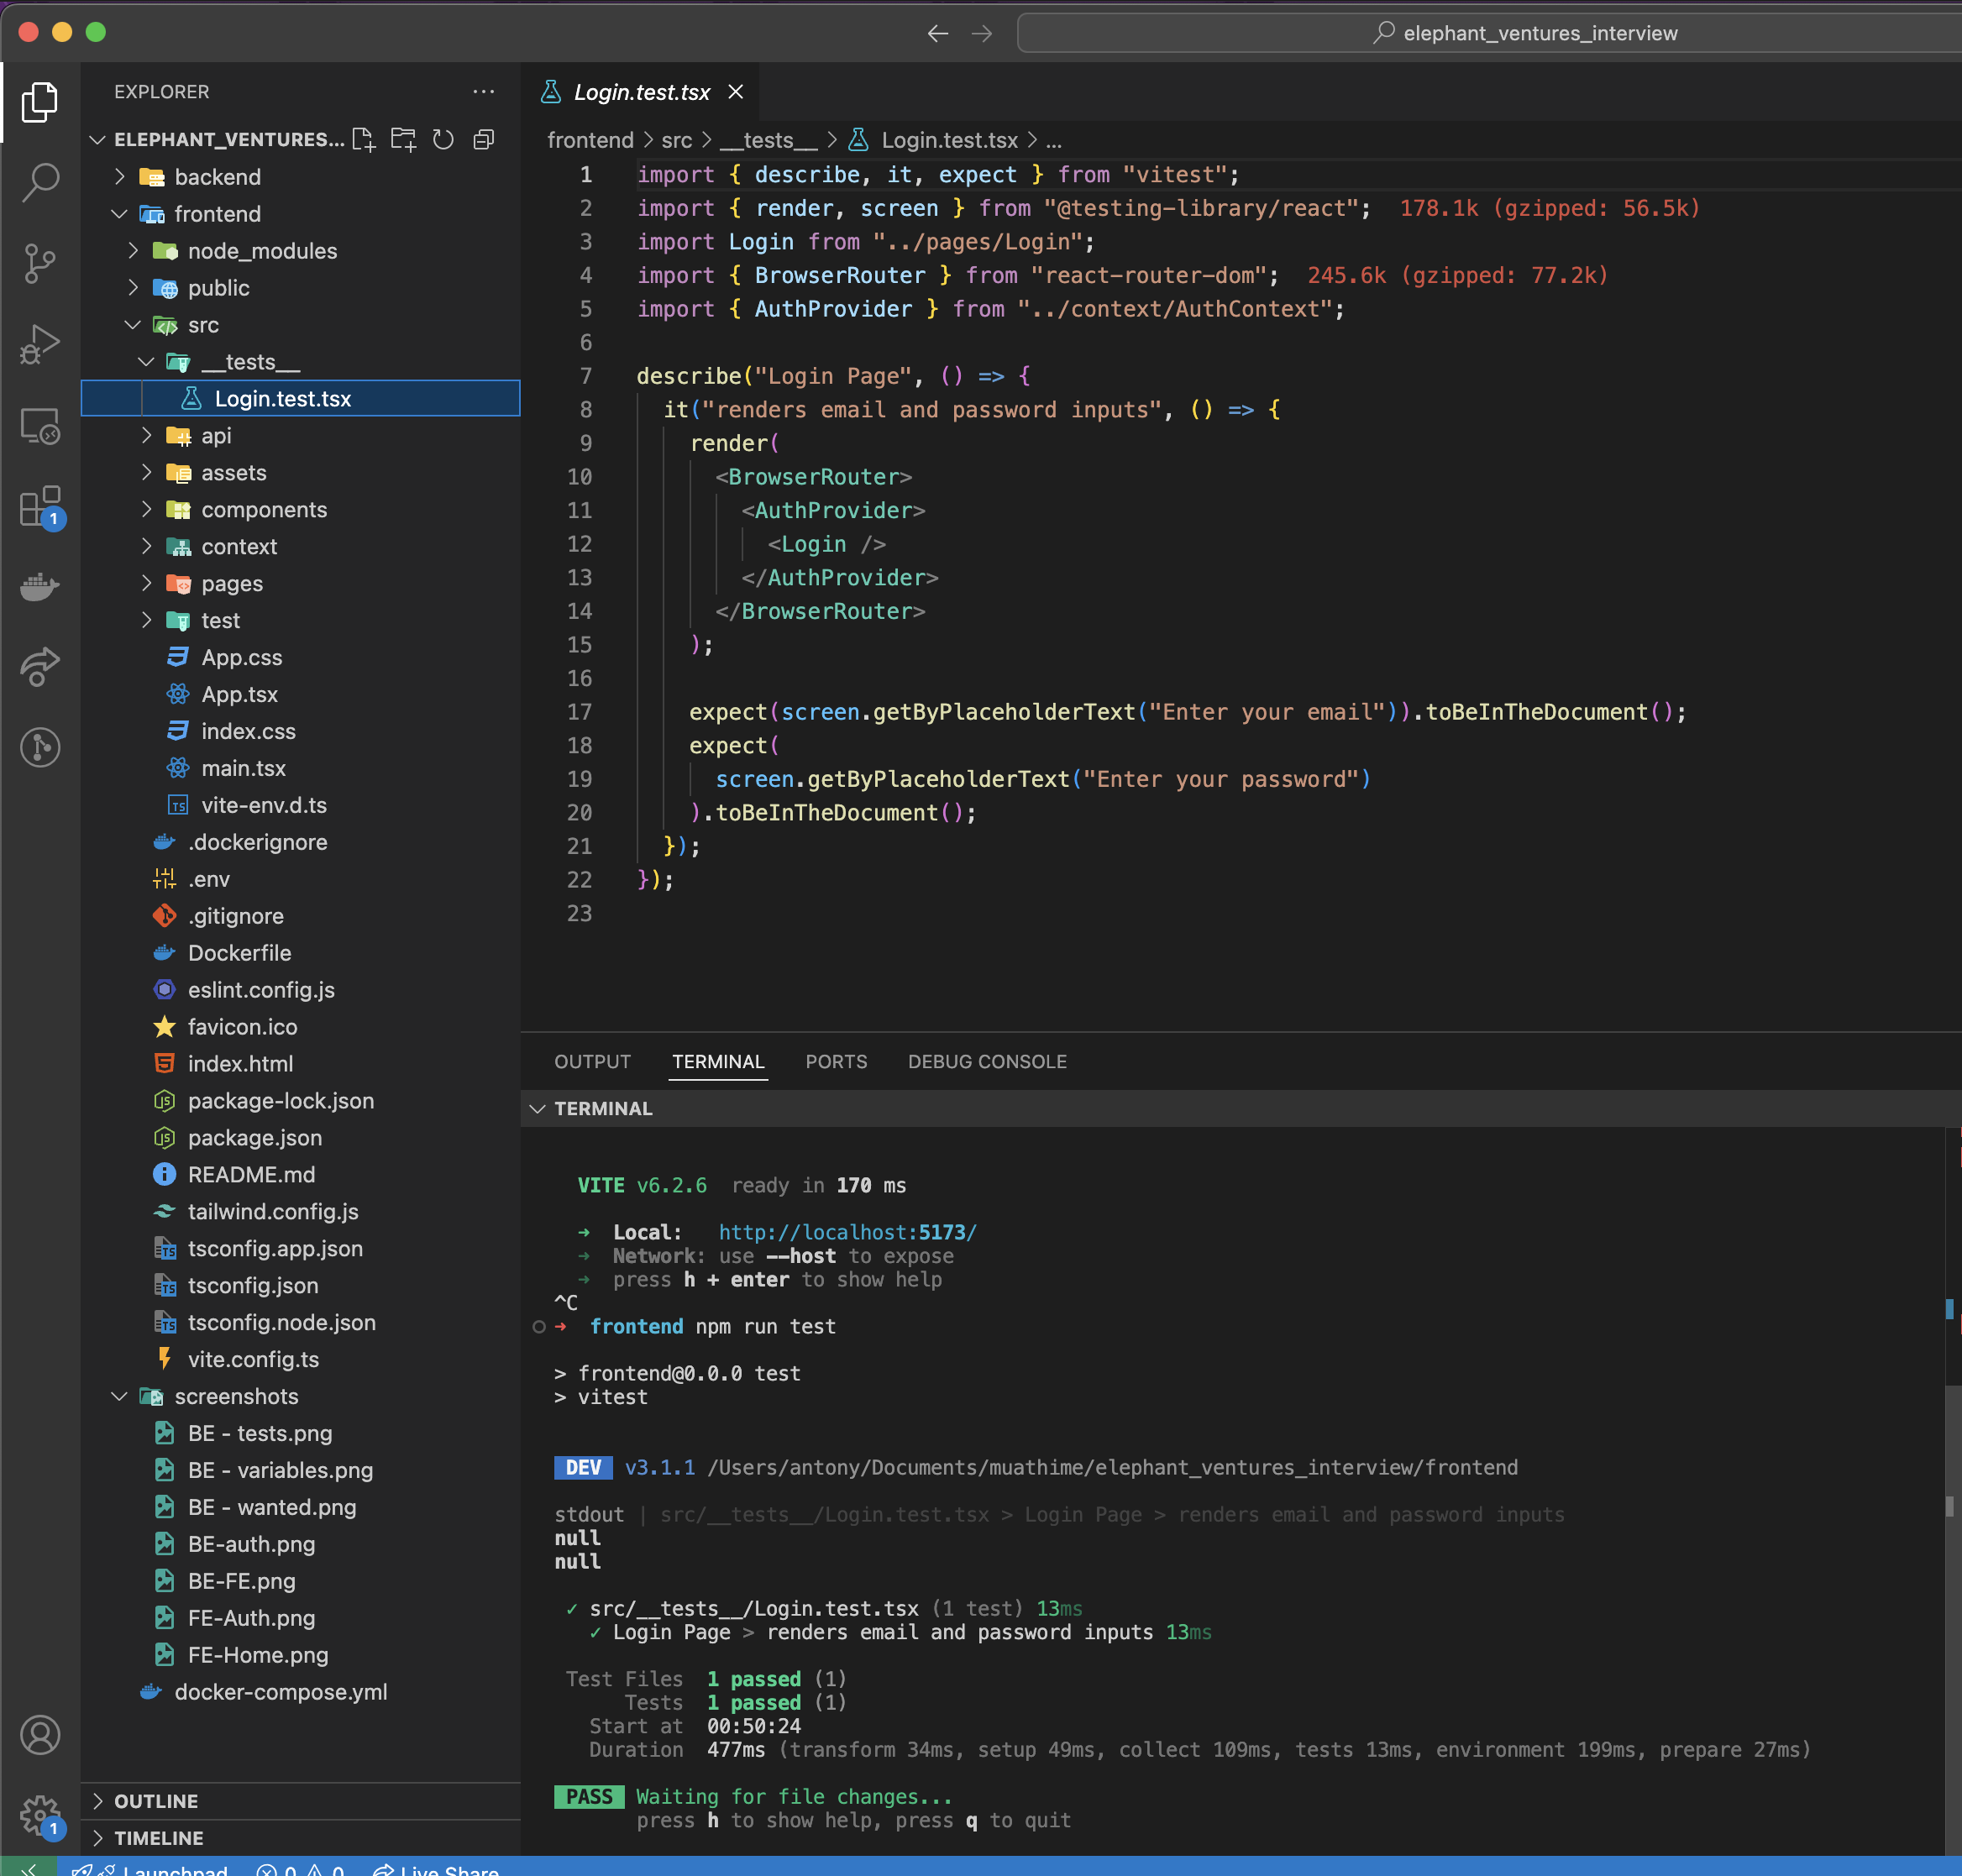 elephant_ventures_interview
EXPLORER
ELEPHANT_VENTURES...
backend
frontend
node_modules
public
src
__tests__
Login.test.tsx
api
assets
components
context
pages
test
App.css
App.tsx
index.css
main.tsx
vite-env.d.ts
.dockerignore
.env
.gitignore
Dockerfile
eslint.config.js
favicon.ico
index.html
package-lock.json
package.json
README.md
tailwind.config.js
tsconfig.app.json
tsconfig.json
tsconfig.node.json
vite.config.ts
screenshots
BE - tests.png
BE - variables.png
BE - wanted.png
BE-auth.png
BE-FE.png
FE-Auth.png
FE-Home.png
docker-compose.yml
OUTLINE
TIMELINE
1
1
Login.test.tsx
frontend > src > __tests__ > Login.test.tsx > ...
1 import { describe, it, expect } from "vitest";
2 import { render, screen } from "@testing-library/react"; 178.1k (gzipped: 56.5k)
3 import Login from "../pages/Login";
4 import { BrowserRouter } from "react-router-dom"; 245.6k (gzipped: 77.2k)
5 import { AuthProvider } from "../context/AuthContext";
6
7 describe("Login Page", () => {
8 it("renders email and password inputs", () => {
9 render(
10 <BrowserRouter>
11 <AuthProvider>
12 <Login />
13 </AuthProvider>
14 </BrowserRouter>
15 );
16
17 expect(screen.getByPlaceholderText("Enter your email")).toBeInTheDocument();
18 expect(
19 screen.getByPlaceholderText("Enter your password")
20 ).toBeInTheDocument();
21 });
22 });
23
OUTPUT TERMINAL PORTS DEBUG CONSOLE
TERMINAL
VITE v6.2.6 ready in 170 ms
➜ Local: http://localhost:5173/
➜ Network: use --host to expose
➜ press h + enter to show help
^C
➜ frontend npm run test
> frontend@0.0.0 test
> vitest
DEV v3.1.1 /Users/antony/Documents/muathime/elephant_ventures_interview/frontend
stdout | src/__tests__/Login.test.tsx > Login Page > renders email and password inputs
null
null
✓ src/__tests__/Login.test.tsx (1 test) 13ms
✓ Login Page > renders email and password inputs 13ms
Test Files 1 passed (1)
Tests 1 passed (1)
Start at 00:50:24
Duration 477ms (transform 34ms, setup 49ms, collect 109ms, tests 13ms, environment 199ms, prepare 27ms)
PASS Waiting for file changes...
press h to show help, press q to quit
Launchpad 0 0 Live Share